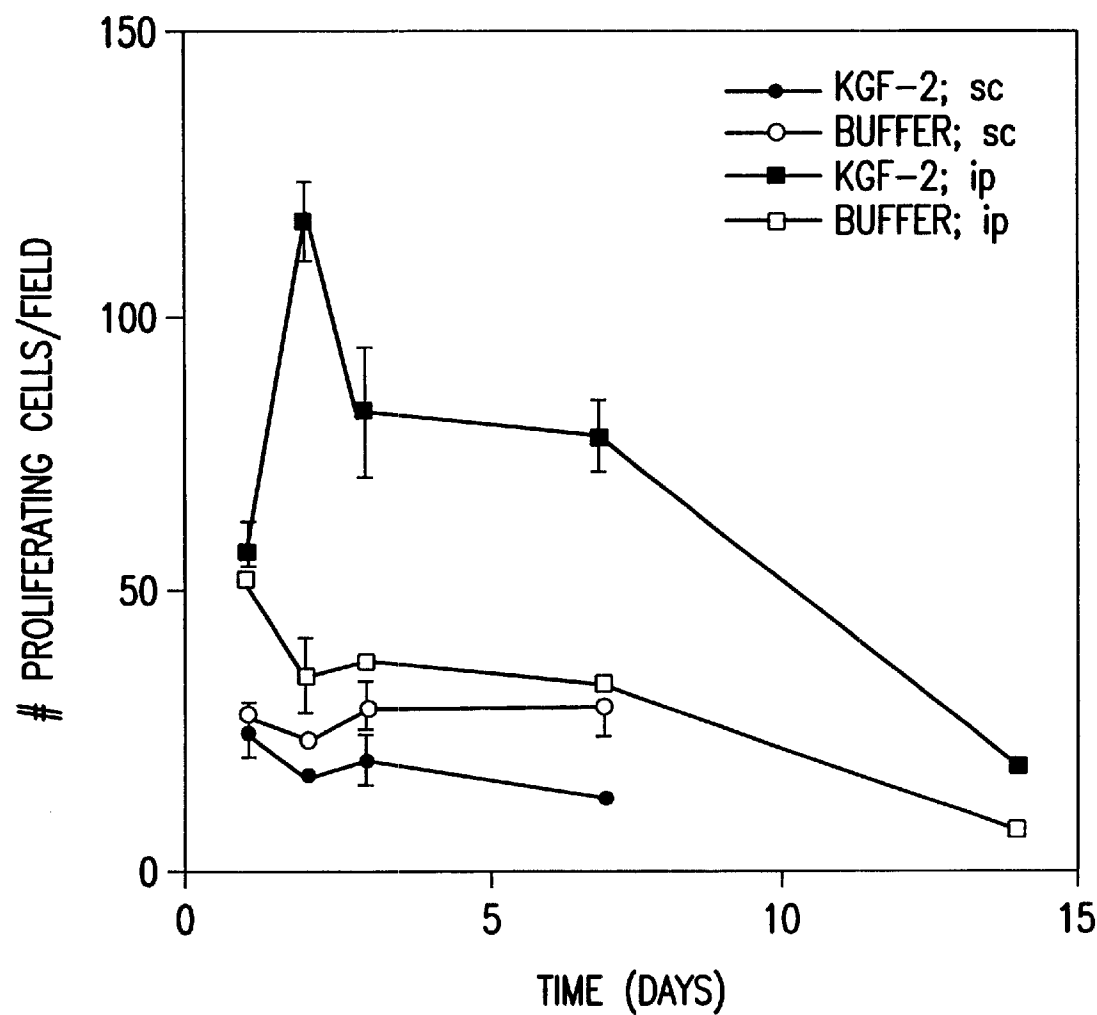 150
100
50
0
# PROLIFERATING CELLS/FIELD
KGF-2; sc
BUFFER; sc
KGF-2; ip
BUFFER; ip
0 5 10 15
TIME (DAYS)